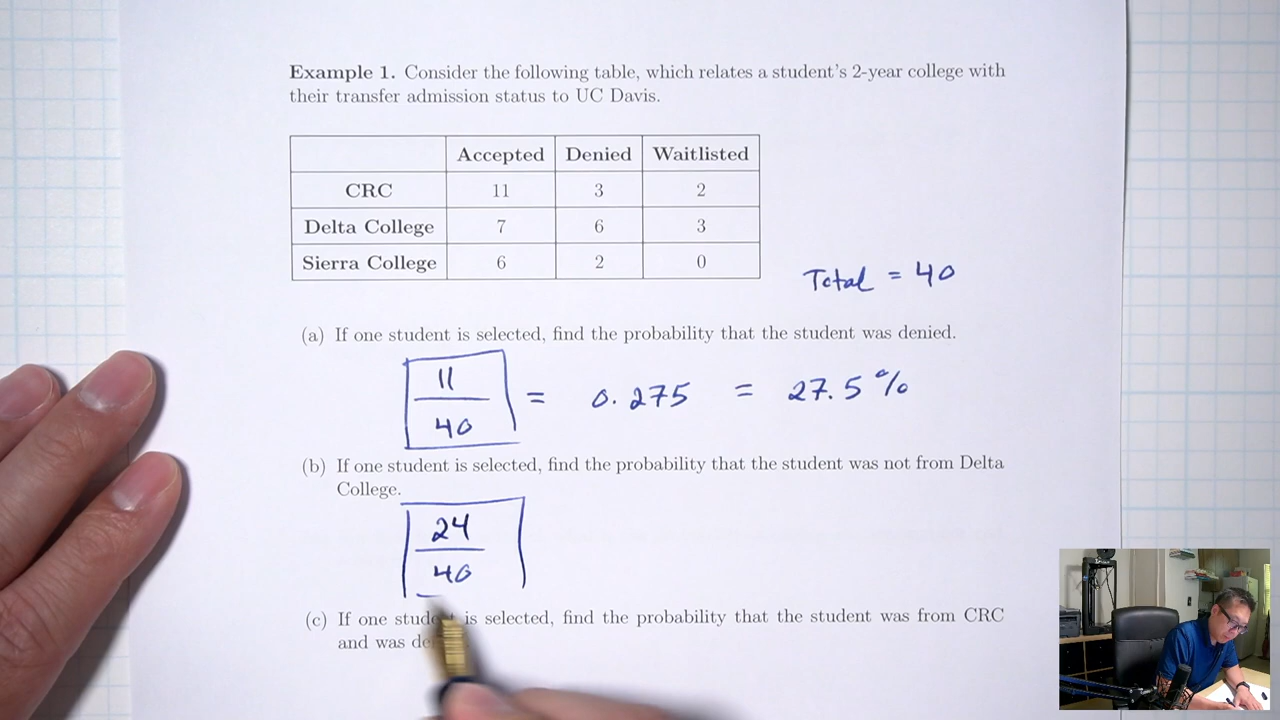 Example 1. Consider the following table, which relates a student's 2-year college with
their transfer admission status to UC Davis.
Accepted Denied Waitlisted
CRC 11 3 2
Delta College 7 6 3
Sierra College 6 2 0
Total = 40
(a) If one student is selected, find the probability that the student was denied.
11
40
= 0.275 = 27.5%
(b) If one student is selected, find the probability that the student was not from Delta
College.
24
40
(c) If one is selected, find the probability that the student was from CRC
and was